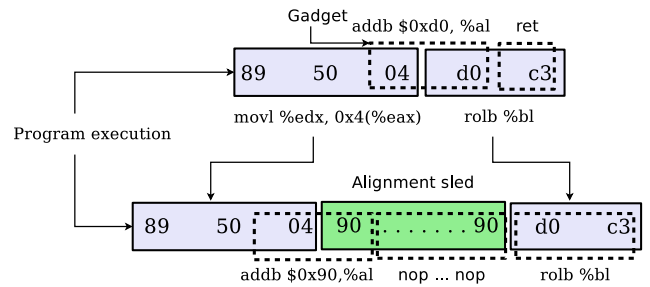 Gadget
addb $0xd0, %al ret
89 50 04 d0 c3
movl %edx, 0x4(%eax) rolb %bl
Program execution
Alignment sled
89 50 04 90 . . . . . . . 90 d0 c3
addb $0x90,%al nop ... nop rolb %bl